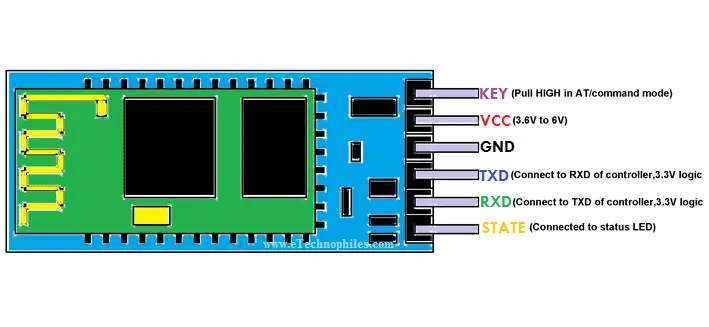 KEY (Pull HIGH in AT/command mode)
VCC (3.6V to 6V)
GND
TXD (Connect to RXD of controller,3.3V logic
RXD (Connect to TXD of controller,3.3V logic
STATE (Connected to status LED)
www.eTechnophiles.com